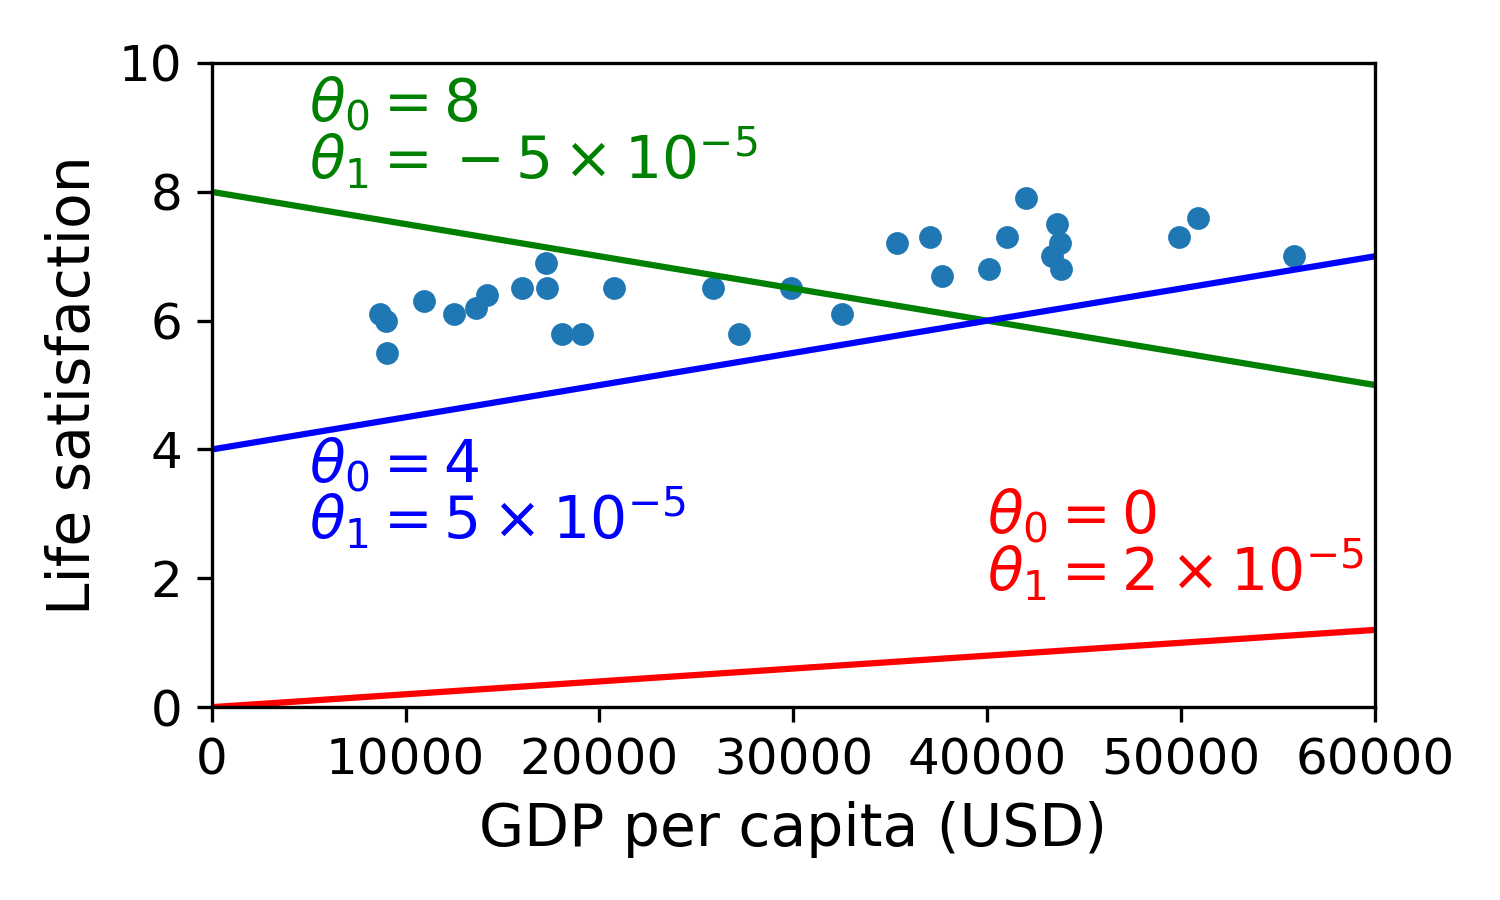 10
θ₀ = 8
θ₁ = −5 × 10⁻⁵
8
6
4
θ₀ = 4
θ₁ = 5 × 10⁻⁵
θ₀ = 0
θ₁ = 2 × 10⁻⁵
2
0
0 10000 20000 30000 40000 50000 60000
GDP per capita (USD)
Life satisfaction